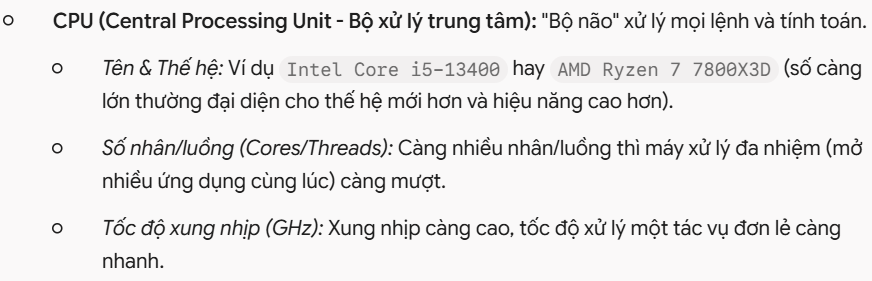 CPU (Central Processing Unit - Bộ xử lý trung tâm): "Bộ não" xử lý mọi lệnh và tính toán.
Tên & Thế hệ: Ví dụ Intel Core i5-13400 hay AMD Ryzen 7 7800X3D (số càng
lớn thường đại diện cho thế hệ mới hơn và hiệu năng cao hơn).
Số nhân/luồng (Cores/Threads): Càng nhiều nhân/luồng thì máy xử lý đa nhiệm (mở
nhiều ứng dụng cùng lúc) càng mượt.
Tốc độ xung nhịp (GHz): Xung nhịp càng cao, tốc độ xử lý một tác vụ đơn lẻ càng
nhanh.